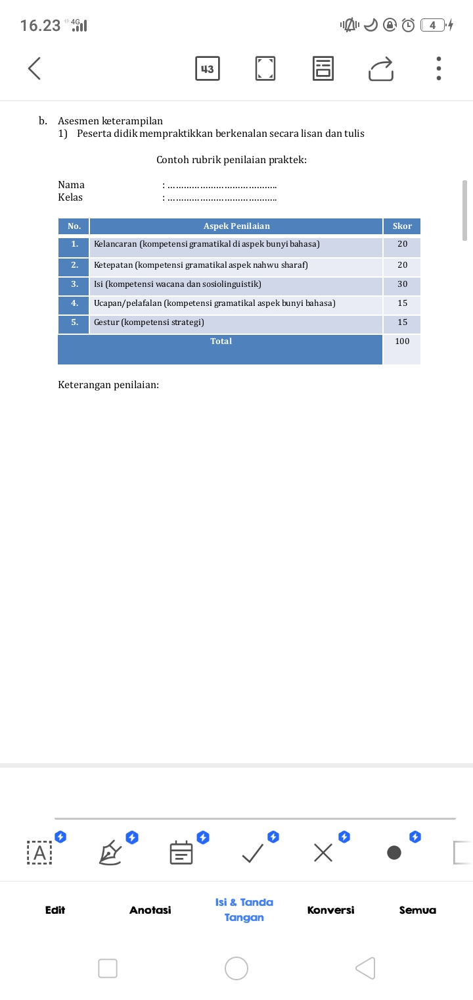 16.23 4G 4
43
b. Asesmen keterampilan
1) Peserta didik mempraktikkan berkenalan secara lisan dan tulis
Contoh rubrik penilaian praktek:
Nama : ............................................
Kelas : ............................................
No. Aspek Penilaian Skor
1. Kelancaran (kompetensi gramatikal di aspek bunyi bahasa) 20
2. Ketepatan (kompetensi gramatikal aspek nahwu sharaf) 20
3. Isi (kompetensi wacana dan sosiolinguistik) 30
4. Ucapan/pelafalan (kompetensi gramatikal aspek bunyi bahasa) 15
5. Gestur (kompetensi strategi) 15
Total 100
Keterangan penilaian:
A
Edit Anotasi Isi & Tanda Tangan Konversi Semua